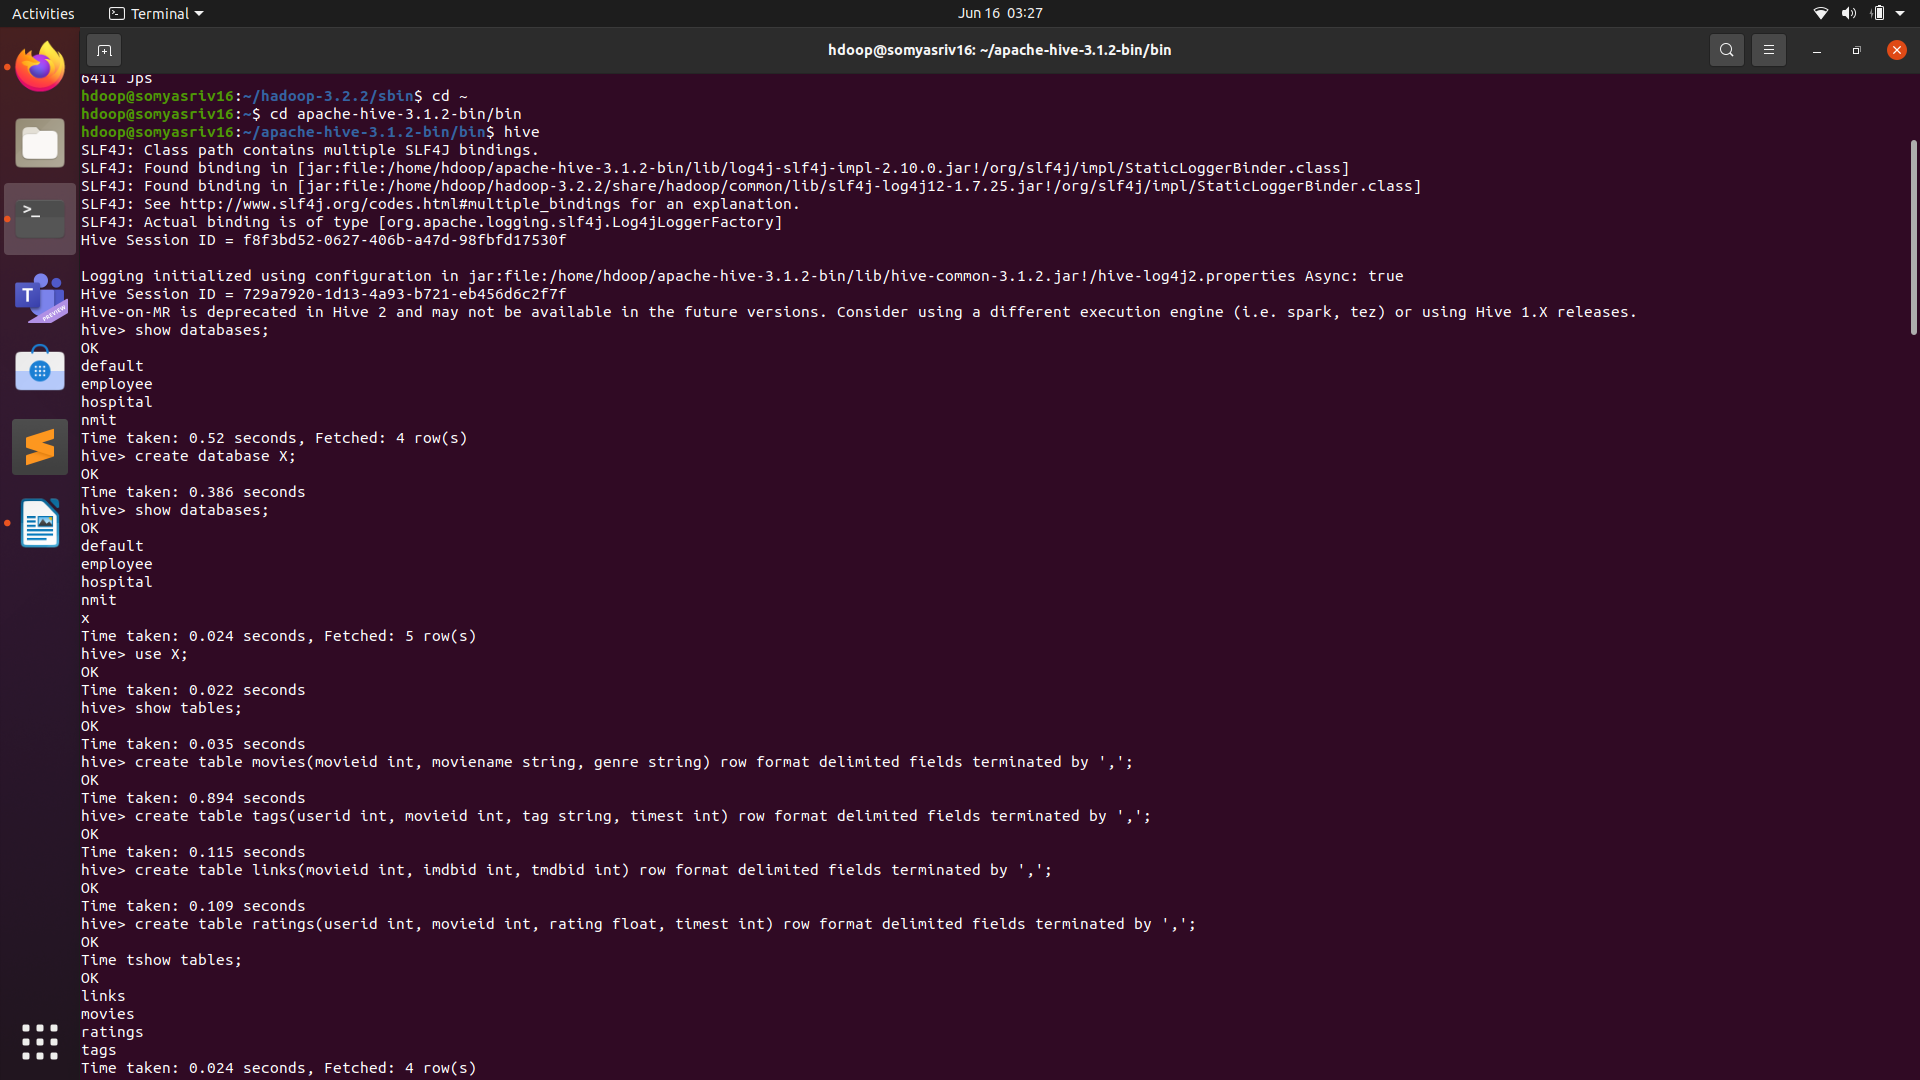 Activities
Terminal
Jun 16 03:27
hdoop@somyasriv16: ~/apache-hive-3.1.2-bin/bin
6411 Jps
hdoop@somyasriv16:~/hadoop-3.2.2/sbin$ cd ~
hdoop@somyasriv16:~$ cd apache-hive-3.1.2-bin/bin
hdoop@somyasriv16:~/apache-hive-3.1.2-bin/bin$ hive
SLF4J: Class path contains multiple SLF4J bindings.
SLF4J: Found binding in [jar:file:/home/hdoop/apache-hive-3.1.2-bin/lib/log4j-slf4j-impl-2.10.0.jar!/org/slf4j/impl/StaticLoggerBinder.class]
SLF4J: Found binding in [jar:file:/home/hdoop/hadoop-3.2.2/share/hadoop/common/lib/slf4j-log4j12-1.7.25.jar!/org/slf4j/impl/StaticLoggerBinder.class]
SLF4J: See http://www.slf4j.org/codes.html#multiple_bindings for an explanation.
SLF4J: Actual binding is of type [org.apache.logging.slf4j.Log4jLoggerFactory]
Hive Session ID = f8f3bd52-0627-406b-a47d-98fbfd17530f
Logging initialized using configuration in jar:file:/home/hdoop/apache-hive-3.1.2-bin/lib/hive-common-3.1.2.jar!/hive-log4j2.properties Async: true
Hive Session ID = 729a7920-1d13-4a93-b721-eb456d6c2f7f
Hive-on-MR is deprecated in Hive 2 and may not be available in the future versions. Consider using a different execution engine (i.e. spark, tez) or using Hive 1.X releases.
hive> show databases;
OK
default
employee
hospital
nmit
Time taken: 0.52 seconds, Fetched: 4 row(s)
hive> create database X;
OK
Time taken: 0.386 seconds
hive> show databases;
OK
default
employee
hospital
nmit
x
Time taken: 0.024 seconds, Fetched: 5 row(s)
hive> use X;
OK
Time taken: 0.022 seconds
hive> show tables;
OK
Time taken: 0.035 seconds
hive> create table movies(movieid int, moviename string, genre string) row format delimited fields terminated by ',';
OK
Time taken: 0.894 seconds
hive> create table tags(userid int, movieid int, tag string, timest int) row format delimited fields terminated by ',';
OK
Time taken: 0.115 seconds
hive> create table links(movieid int, imdbid int, tmdbid int) row format delimited fields terminated by ',';
OK
Time taken: 0.109 seconds
hive> create table ratings(userid int, movieid int, rating float, timest int) row format delimited fields terminated by ',';
OK
Time tshow tables;
OK
links
movies
ratings
tags
Time taken: 0.024 seconds, Fetched: 4 row(s)
T
PREVIEW